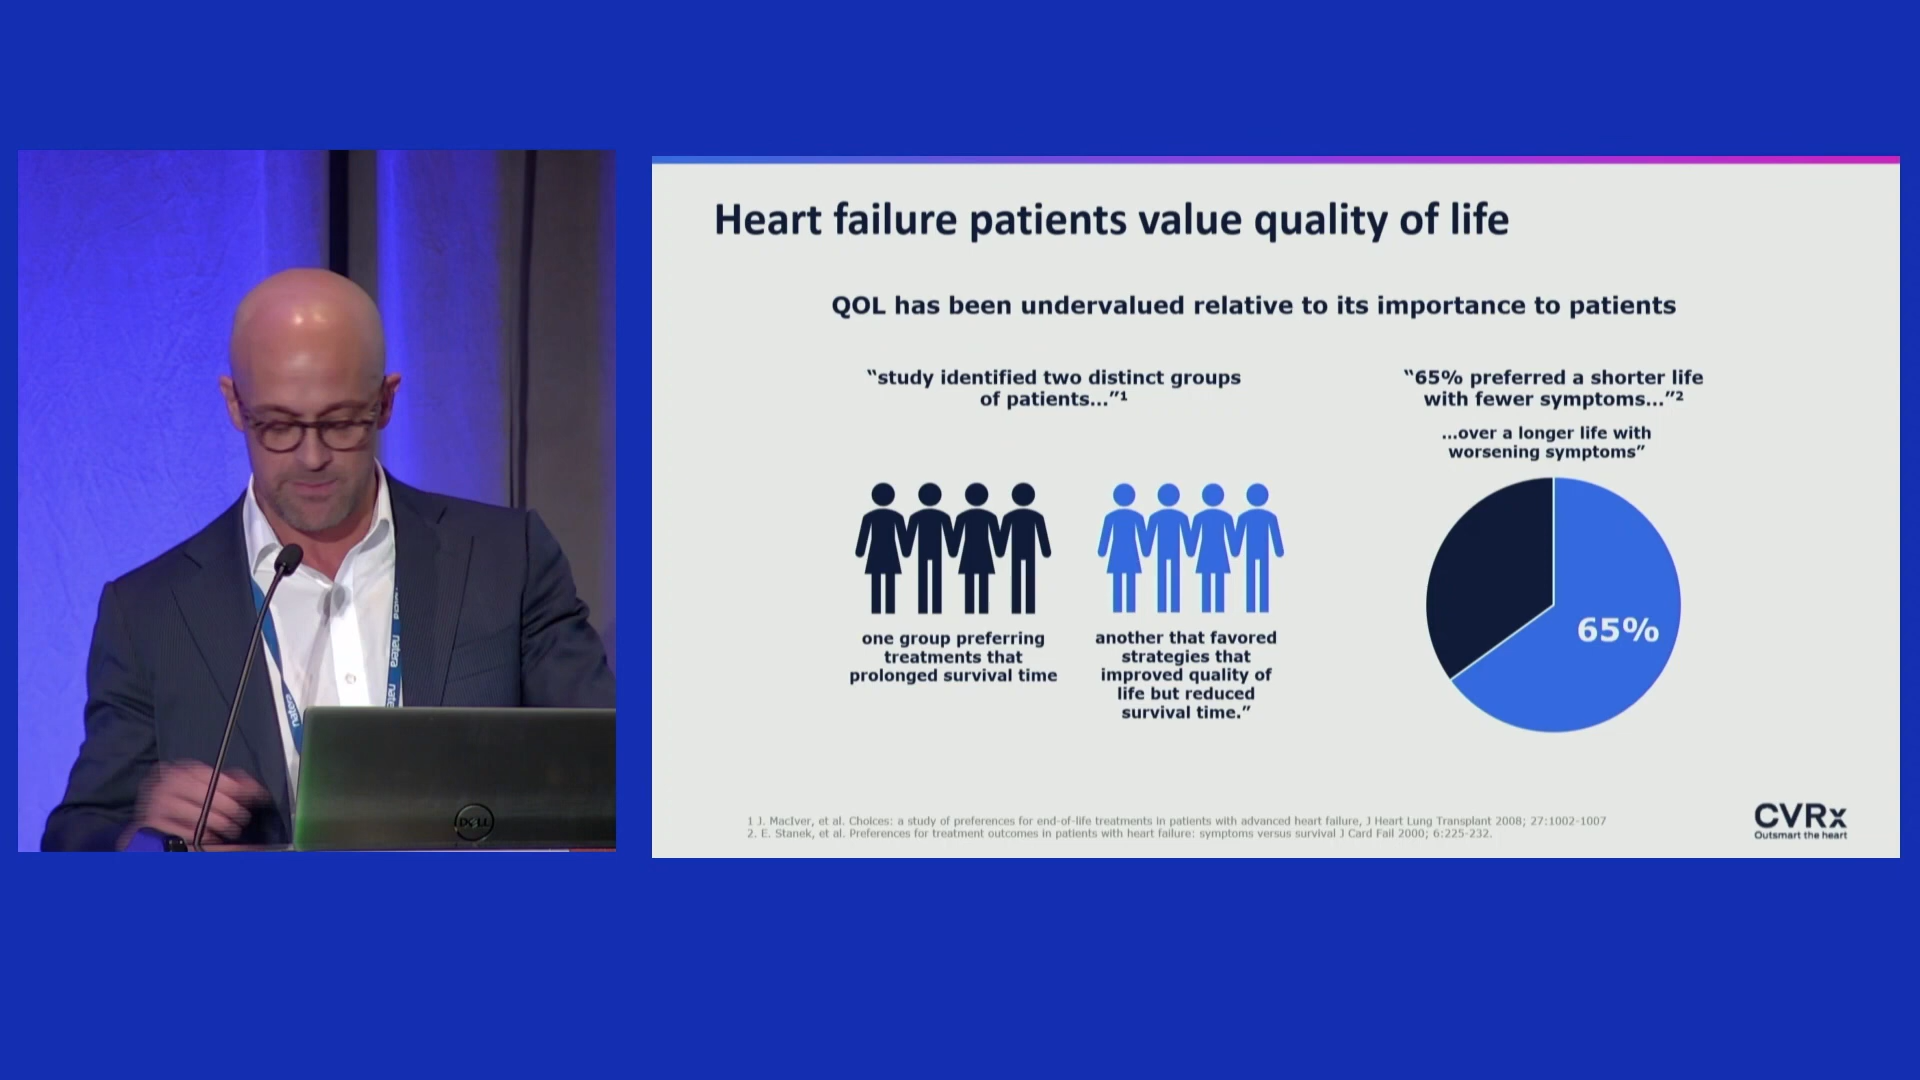 Heart failure patients value quality of life
QOL has been undervalued relative to its importance to patients
“study identified two distinct groups
of patients...”1
one group preferring
treatments that
prolonged survival time
another that favored
strategies that
improved quality of
life but reduced
survival time.”
“65% preferred a shorter life
with fewer symptoms...”2
...over a longer life with
worsening symptoms”
65%
1 J. MacIver, et al. Choices: a study of preferences for end-of-life treatments in patients with advanced heart failure, J Heart Lung Transplant 2008; 27:1002-1007
2. E. Stanek, et al. Preferences for treatment outcomes in patients with heart failure: symptoms versus survival J Card Fail 2000; 6:225-232.
CVRx
Outsmart the heart
natera
natera
DELL